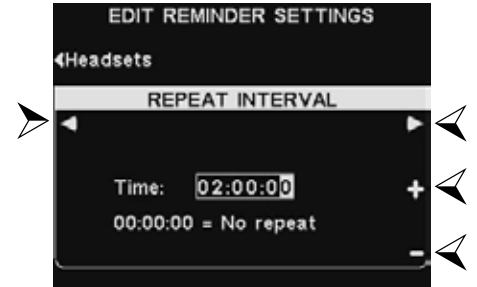 EDIT REMINDER SETTINGS
◀Headsets
REPEAT INTERVAL
◀ ▶
Time: 02:00:00 +
00:00:00 = No repeat
-